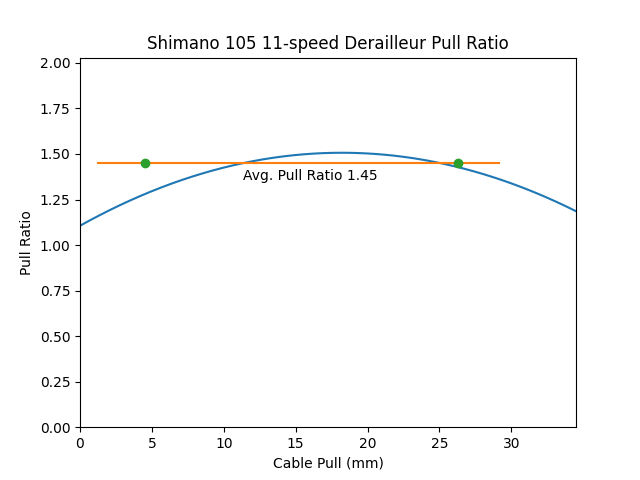 Shimano 105 11-speed Derailleur Pull Ratio
2.00
1.75
1.50
1.25
1.00
0.75
0.50
0.25
0.00
Pull Ratio
Avg. Pull Ratio 1.45
0 5 10 15 20 25 30
Cable Pull (mm)